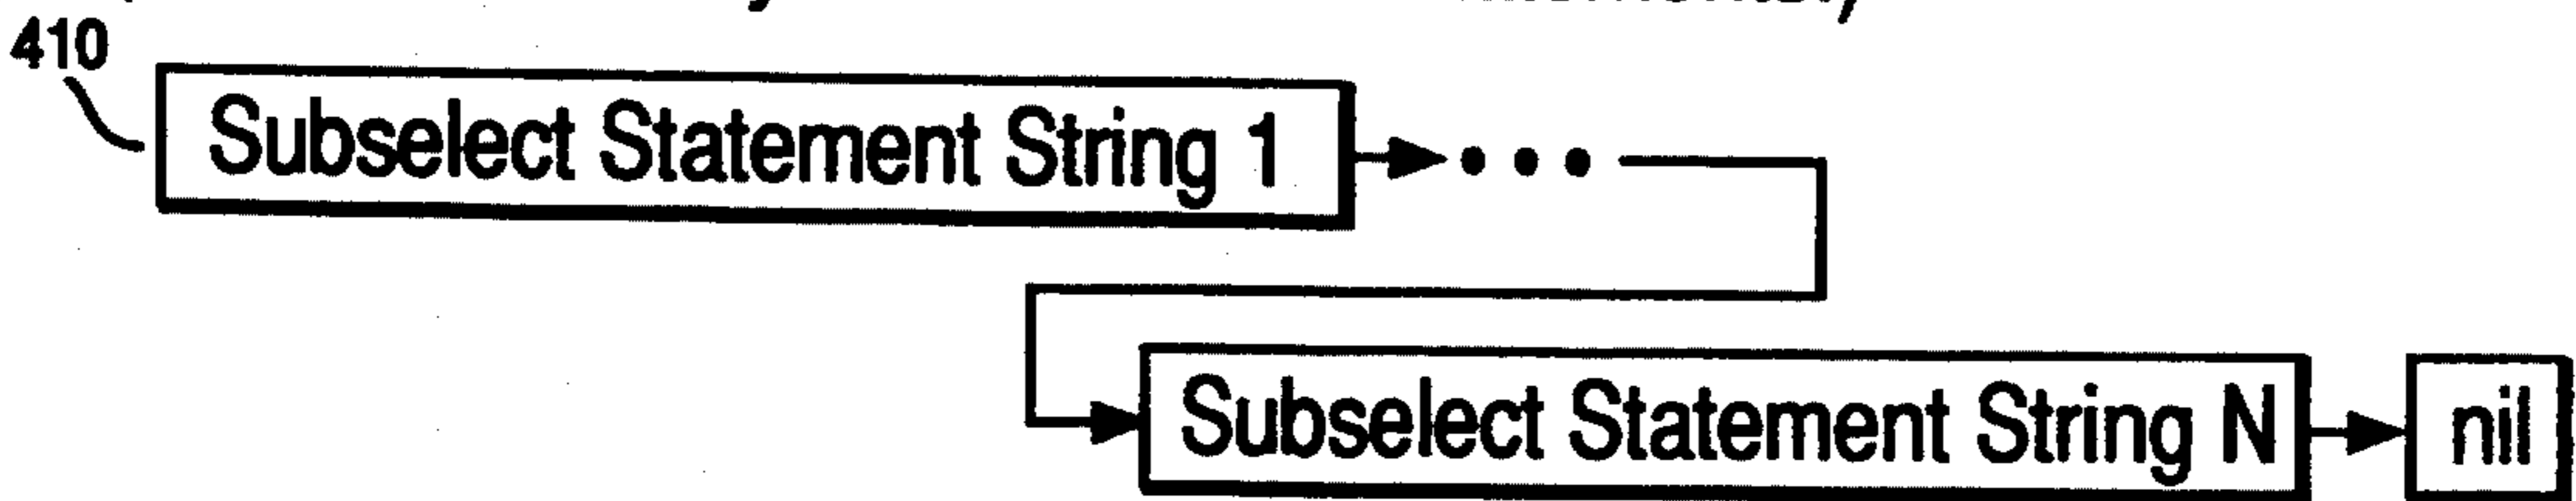 410
Subselect Statement String 1
Subselect Statement String N
nil